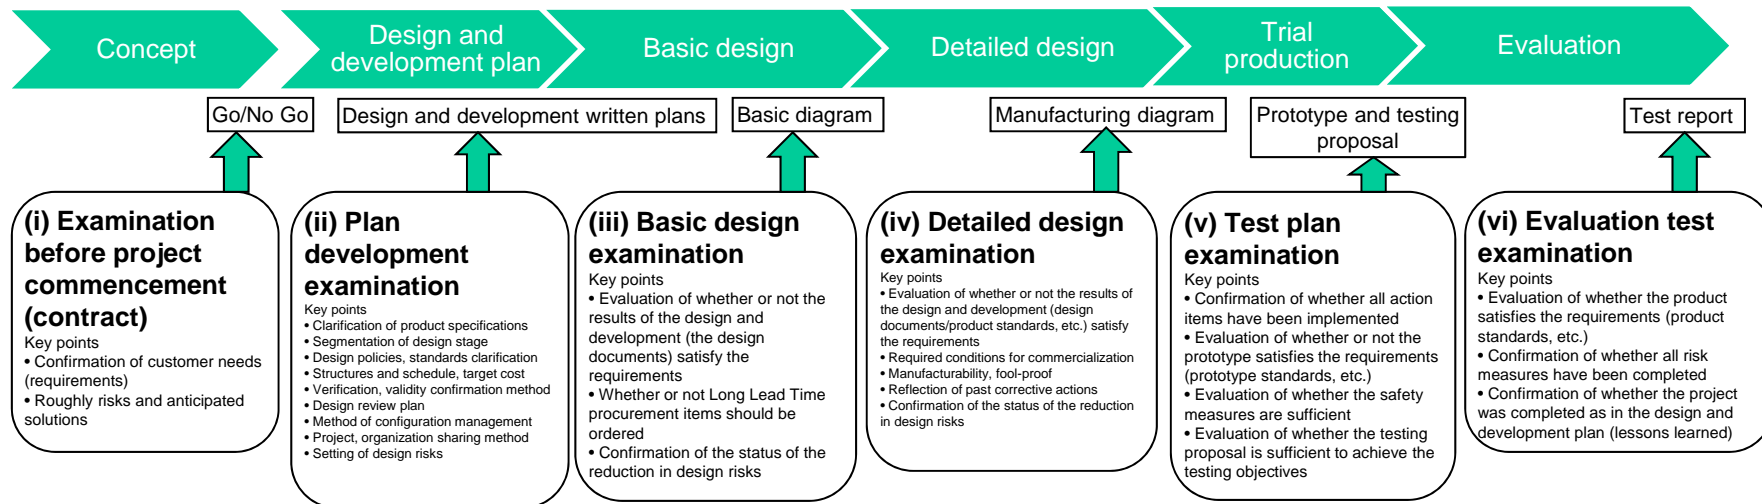 Concept
Design and
development plan
Basic design
Detailed design
Trial
production
Evaluation
Go/No Go
Design and development written plans
Basic diagram
Manufacturing diagram
Prototype and testing
proposal
Test report
(i) Examination
before project
commencement
(contract)
Key points
• Confirmation of customer needs
(requirements)
• Roughly risks and anticipated
solutions
(ii) Plan
development
examination
Key points
• Clarification of product specifications
• Segmentation of design stage
• Design policies, standards clarification
• Structures and schedule, target cost
• Verification, validity confirmation method
• Design review plan
• Method of configuration management
• Project, organization sharing method
• Setting of design risks
(iii) Basic design
examination
Key points
• Evaluation of whether or not the
results of the design and
development (the design
documents) satisfy the
requirements
• Whether or not Long Lead Time
procurement items should be
ordered
• Confirmation of the status of the
reduction in design risks
(iv) Detailed design
examination
Key points
• Evaluation of whether or not the results of
the design and development (design
documents/product standards, etc.) satisfy
the requirements
• Required conditions for commercialization
• Manufacturability, fool-proof
• Reflection of past corrective actions
• Confirmation of the status of the reduction
in design risks
(v) Test plan
examination
Key points
• Confirmation of whether all action
items have been implemented
• Evaluation of whether or not the
prototype satisfies the requirements
(prototype standards, etc.)
• Evaluation of whether the safety
measures are sufficient
• Evaluation of whether the testing
proposal is sufficient to achieve the
testing objectives
(vi) Evaluation test
examination
Key points
• Evaluation of whether the product
satisfies the requirements (product
standards, etc.)
• Confirmation of whether all risk
measures have been completed
• Confirmation of whether the project
was completed as in the design and
development plan (lessons learned)